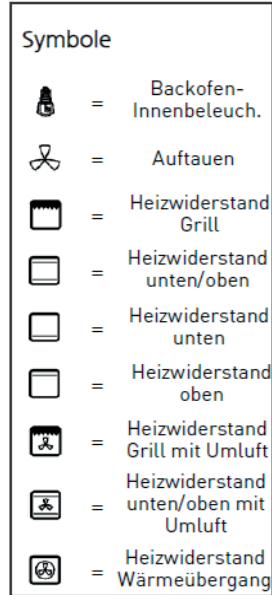 Symbole
= Backofen-
Innenbeleuch.
= Auftauen
= Heizwiderstand
Grill
= Heizwiderstand
unten/oben
= Heizwiderstand
unten
= Heizwiderstand
oben
= Heizwiderstand
Grill mit Umluft
= Heizwiderstand
unten/oben mit
Umluft
= Heizwiderstand
Wärmeübergang